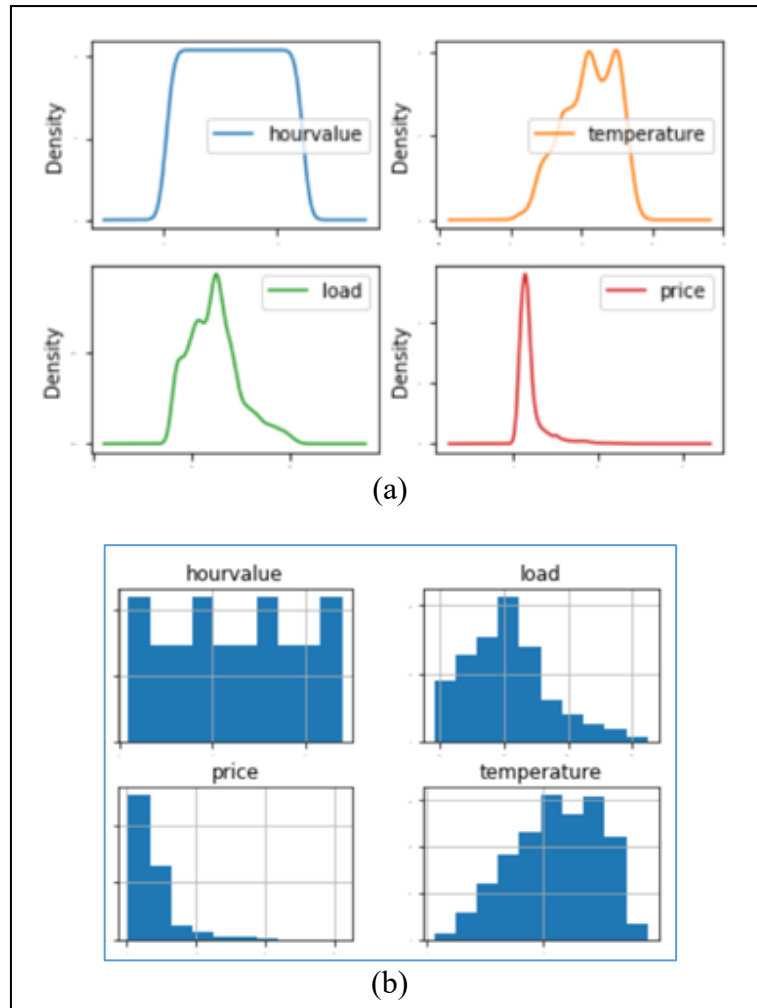 Density
hourvalue
temperature
Density
load
Density
price
Density
(a)
hourvalue
load
price
temperature
(b)